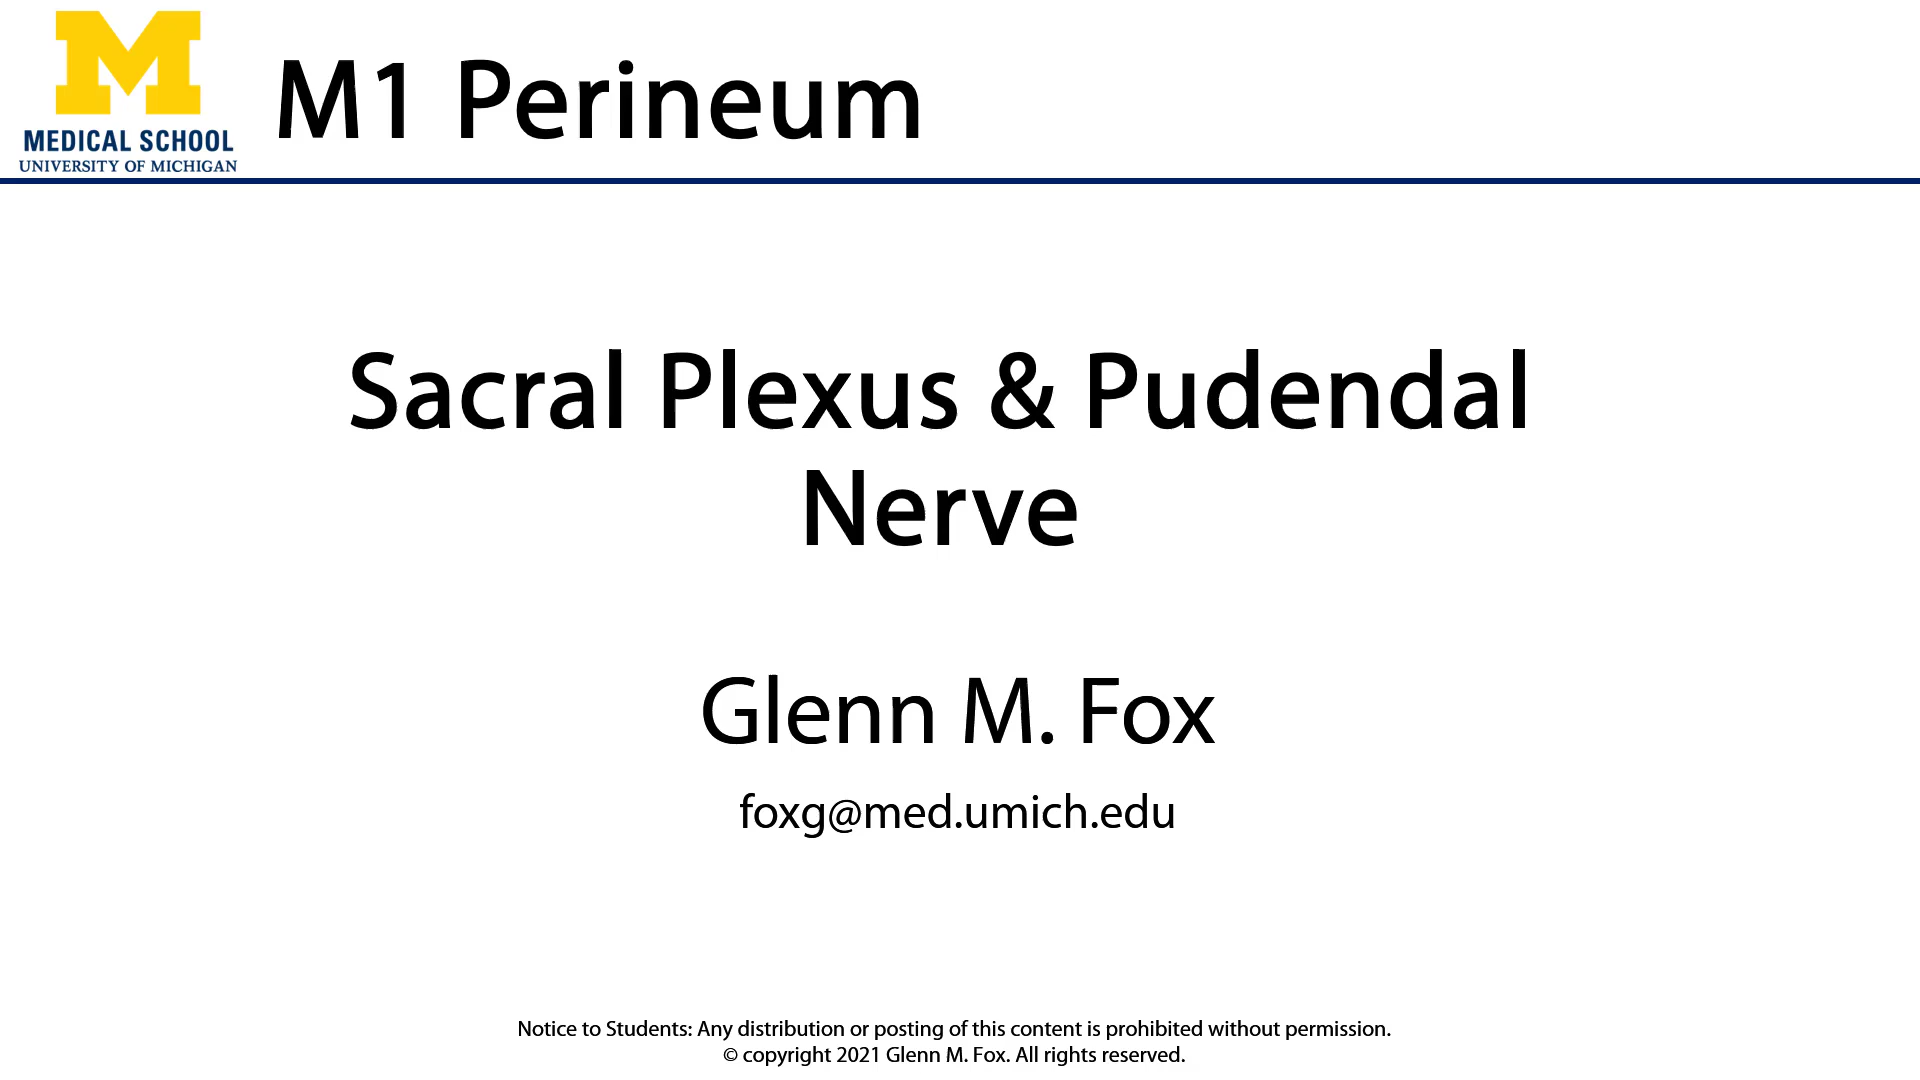 M
MEDICAL SCHOOL
UNIVERSITY OF MICHIGAN
M1 Perineum
Sacral Plexus & Pudendal
Nerve
Glenn M. Fox
foxg@med.umich.edu
Notice to Students: Any distribution or posting of this content is prohibited without permission.
© copyright 2021 Glenn M. Fox. All rights reserved.